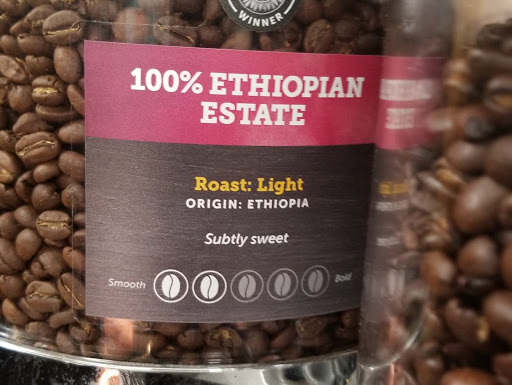 WINNER
100% ETHIOPIAN
ESTATE
Roast: Light
ORIGIN: ETHIOPIA
Subtly sweet
Smooth
Bold